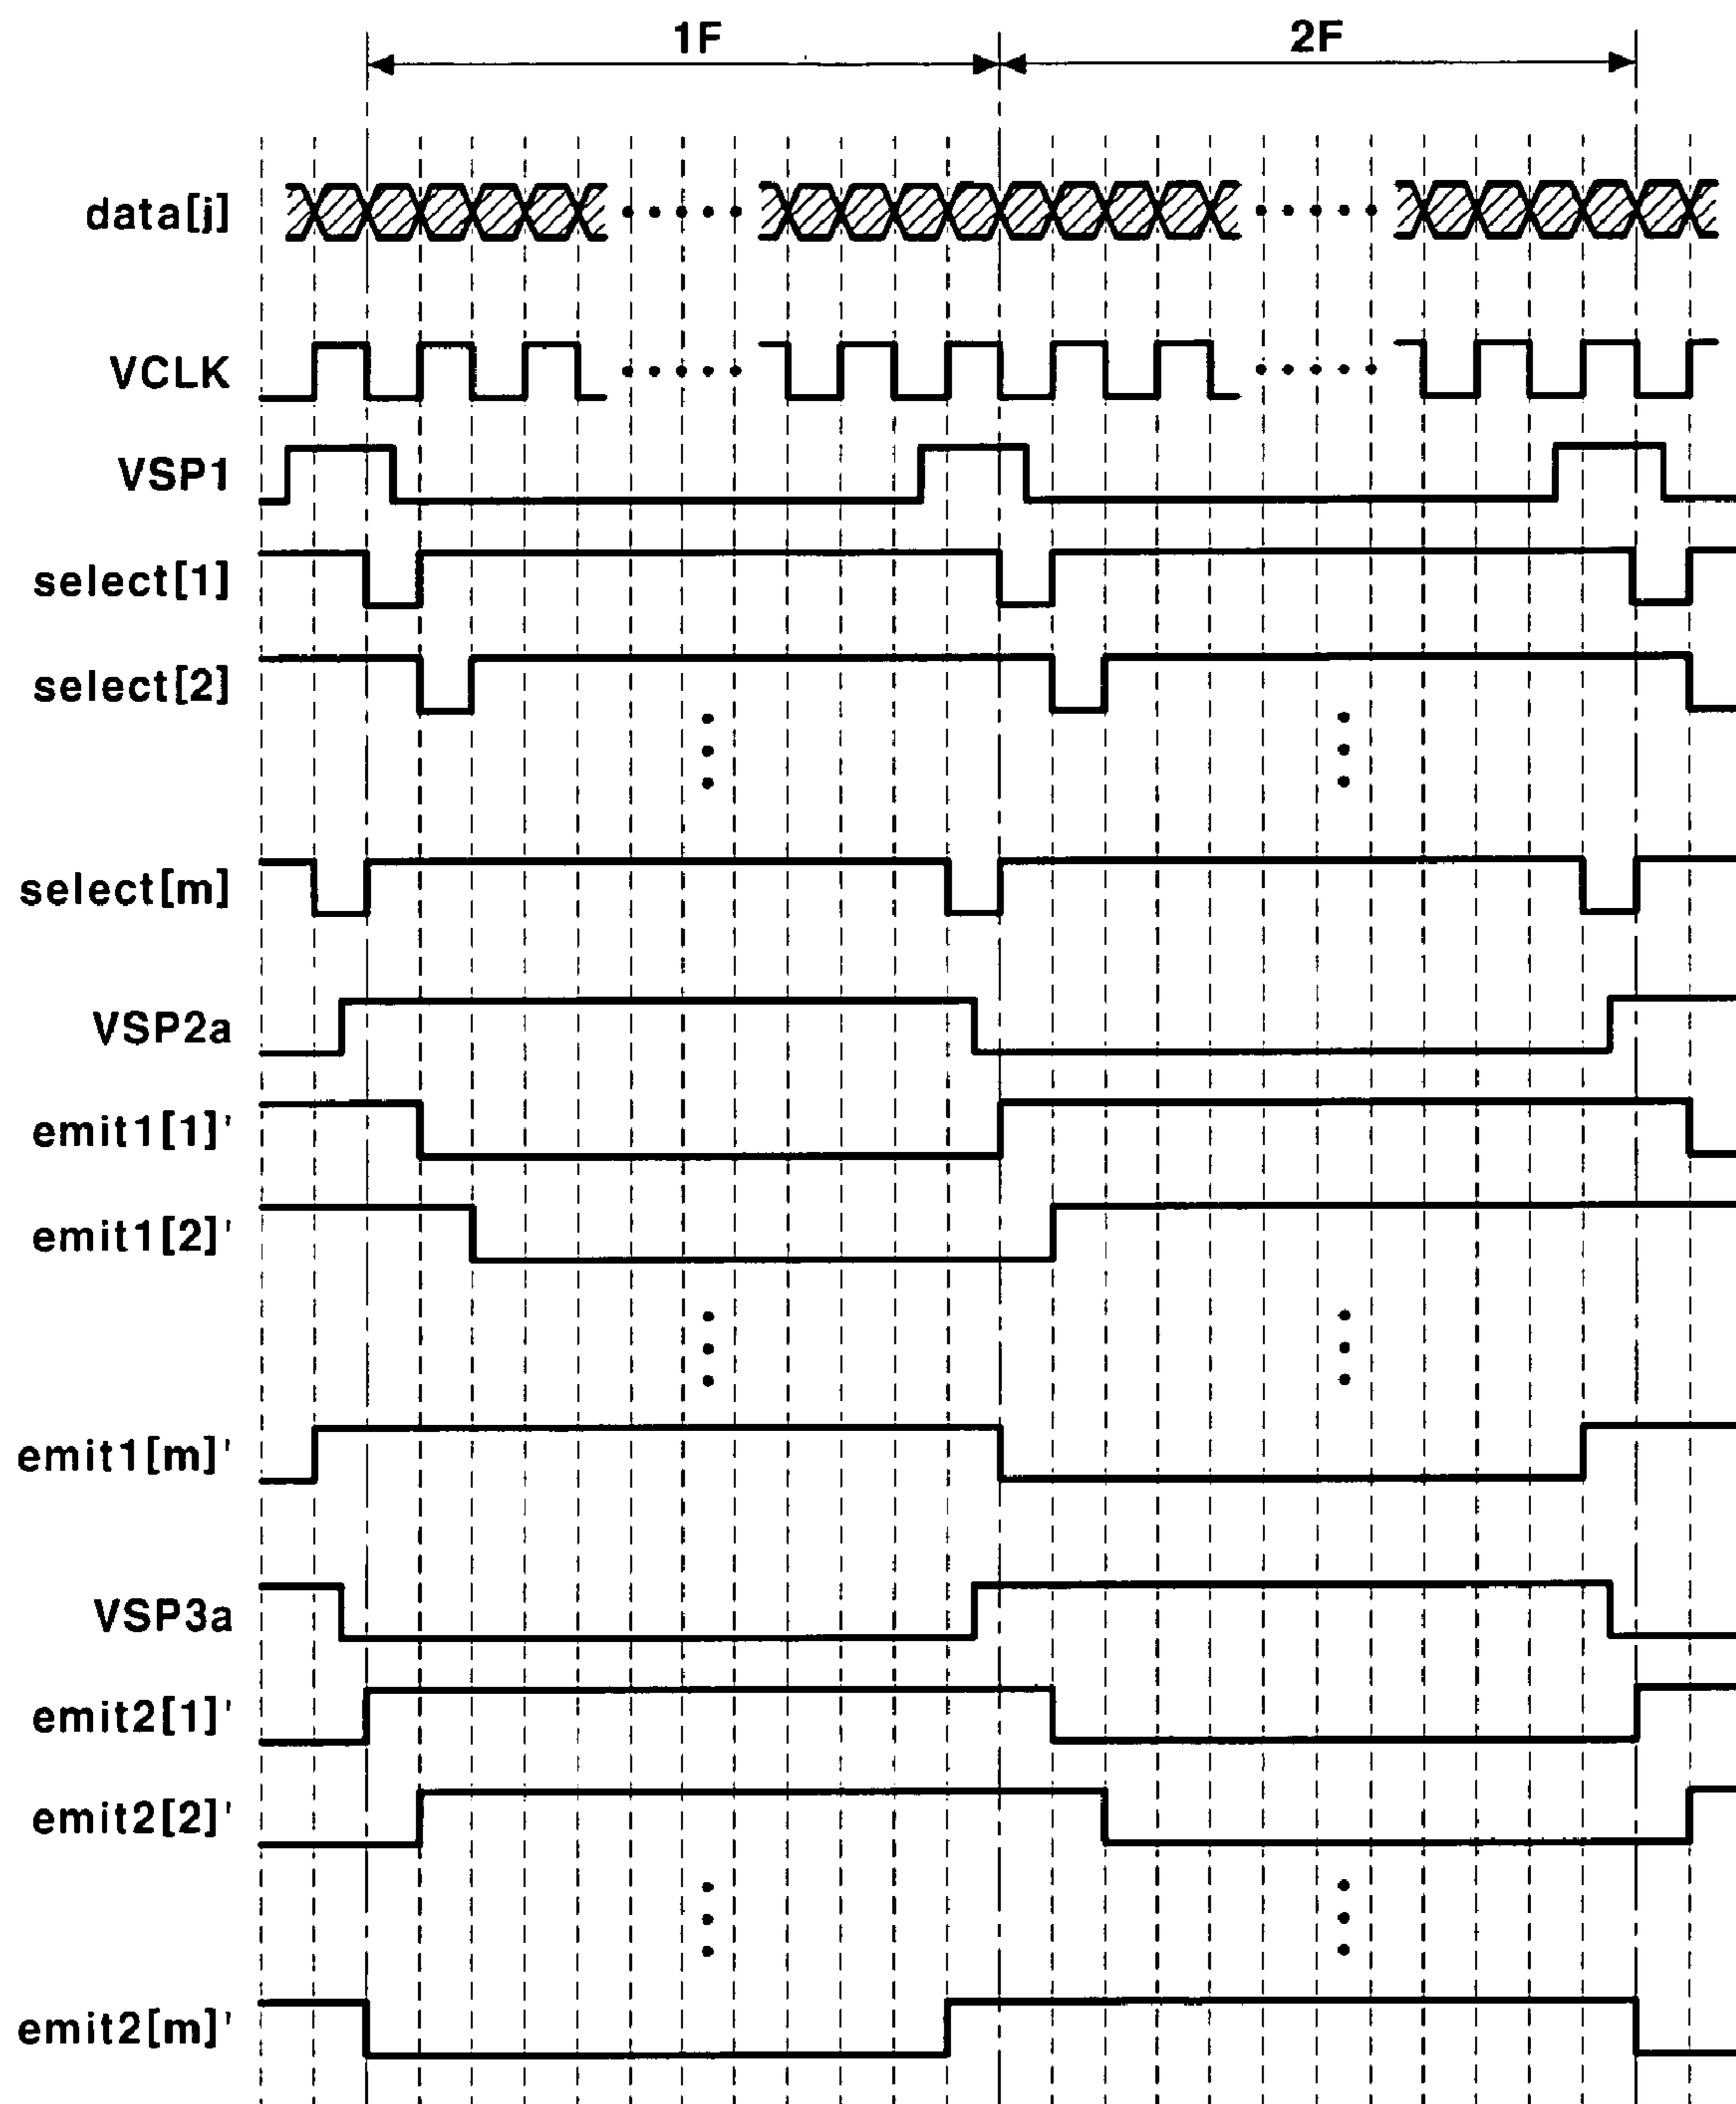 1F
2F
data[j]
VCLK
VSP1
select[1]
select[2]
select[m]
VSP2a
emit1[1]'
emit1[2]'
emit1[m]'
VSP3a
emit2[1]'
emit2[2]'
emit2[m]'